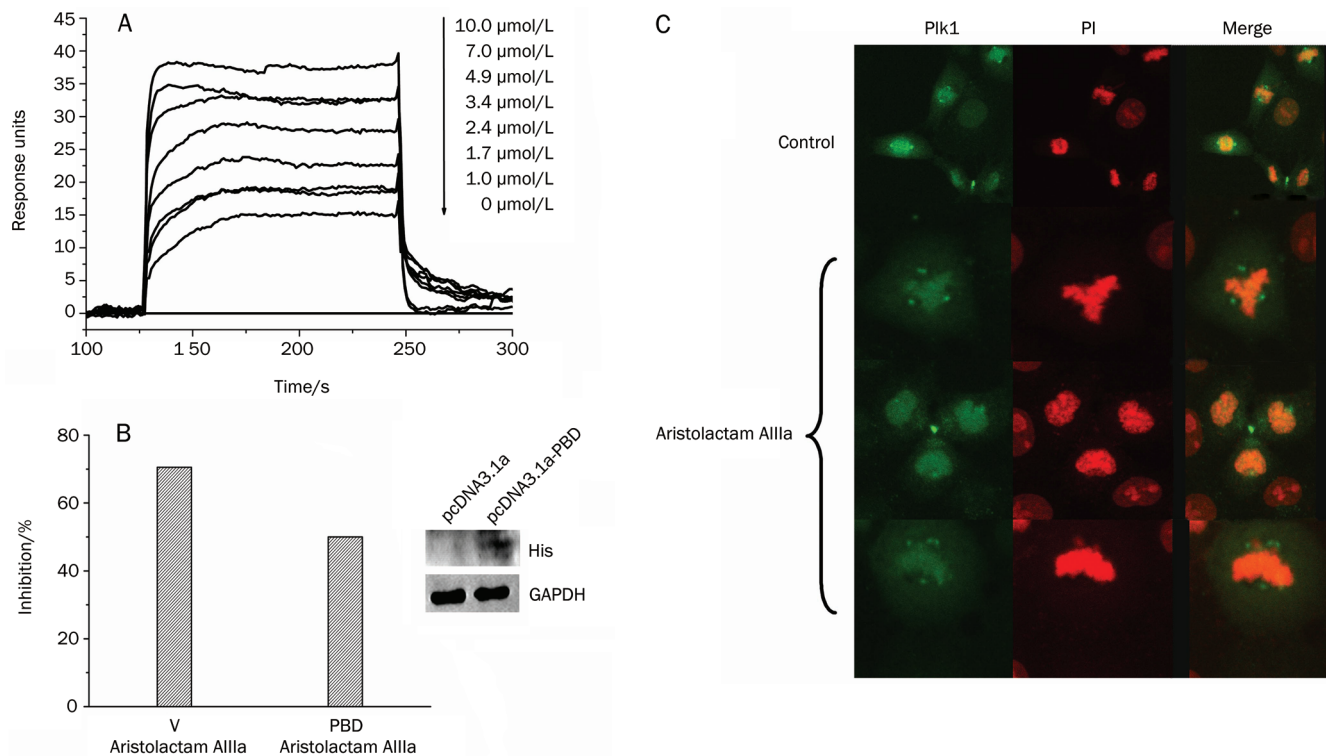 A
45
40
35
30
25
20
15
10
5
0
Response units
100
1 50
200
250
300
Time/s
10.0 µmol/L
7.0 µmol/L
4.9 µmol/L
3.4 µmol/L
2.4 µmol/L
1.7 µmol/L
1.0 µmol/L
0 µmol/L
B
80
60
40
20
0
Inhibition/%
V
Aristolactam AIIIa
PBD
Aristolactam AIIIa
pcDNA3.1a
pcDNA3.1a-PBD
His
GAPDH
C
Plk1
PI
Merge
Control
Aristolactam AIIIa